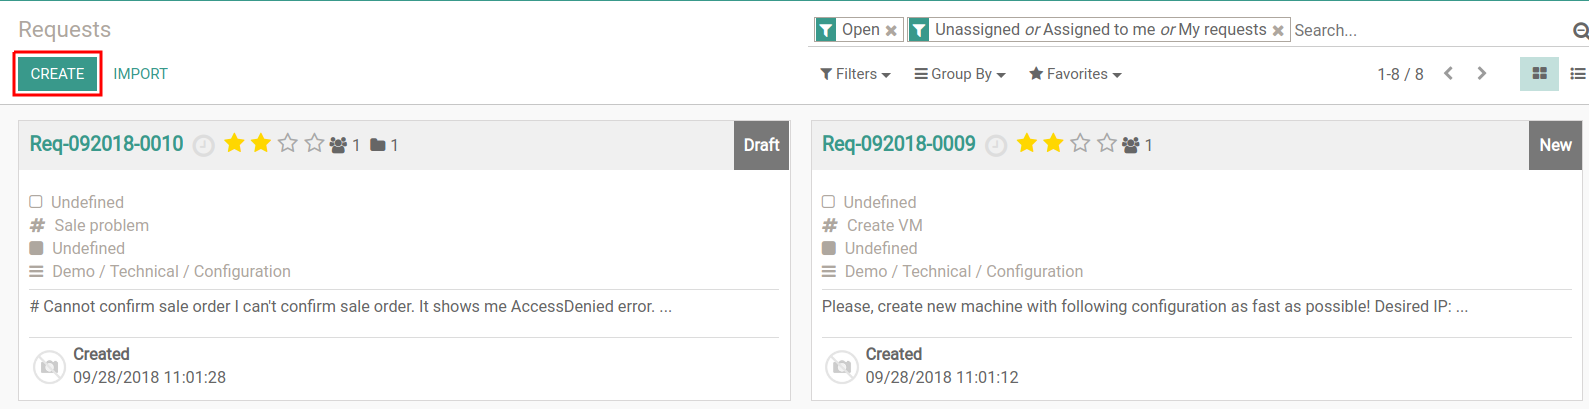 Requests
Open Unassigned or Assigned to me or My requests Search...
CREATE IMPORT Filters Group By Favorites 1-8 / 8
Req-092018-0010 1 1 Draft
Undefined
# Sale problem
Undefined
Demo / Technical / Configuration
# Cannot confirm sale order I can't confirm sale order. It shows me AccessDenied error. ...
Created
09/28/2018 11:01:28
Req-092018-0009 1 New
Undefined
# Create VM
Undefined
Demo / Technical / Configuration
Please, create new machine with following configuration as fast as possible! Desired IP: ...
Created
09/28/2018 11:01:12